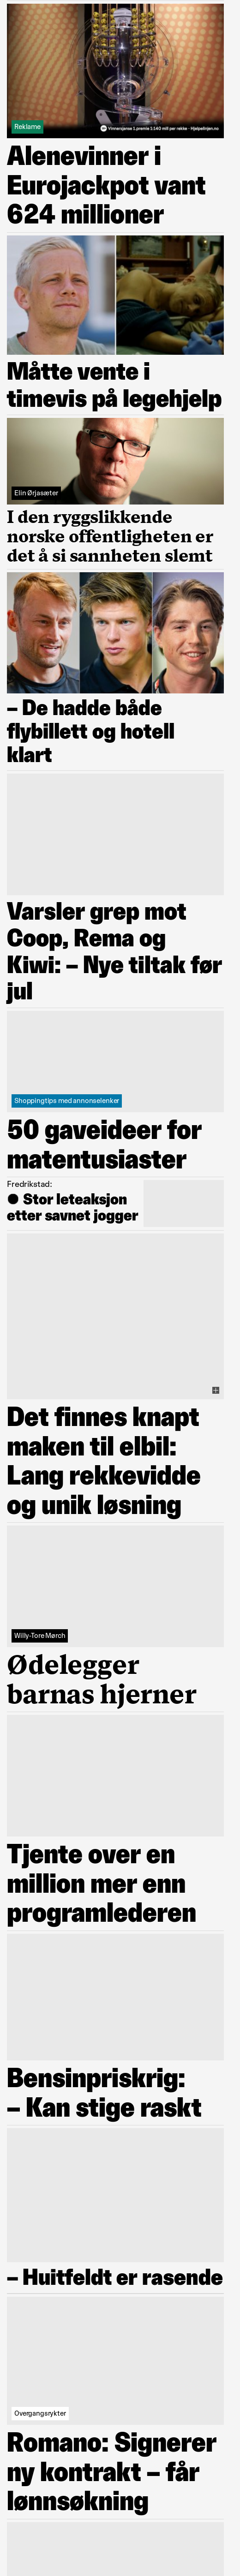 Reklame
Vinnersjanse 1.premie 1:140 mill per rekke - Hjelpelinjen.no
Alenevinner i
Eurojackpot vant
624 millioner
Måtte vente i
timevis på legehjelp
Elin Ørjasæter
I den ryggslikkende
norske offentligheten er
det å si sannheten slemt
– De hadde både
flybillett og hotell
klart
Varsler grep mot
Coop, Rema og
Kiwi: – Nye tiltak før
jul
Shoppingtips med annonselenker
50 gaveideer for
matentusiaster
Fredrikstad:
● Stor leteaksjon
etter savnet jogger
Det finnes knapt
maken til elbil:
Lang rekkevidde
og unik løsning
Willy-Tore Mørch
Ødelegger
barnas hjerner
Tjente over en
million mer enn
programlederen
Bensinpriskrig:
– Kan stige raskt
– Huitfeldt er rasende
Overgangsrykter
Romano: Signerer
ny kontrakt – får
lønnsøkning